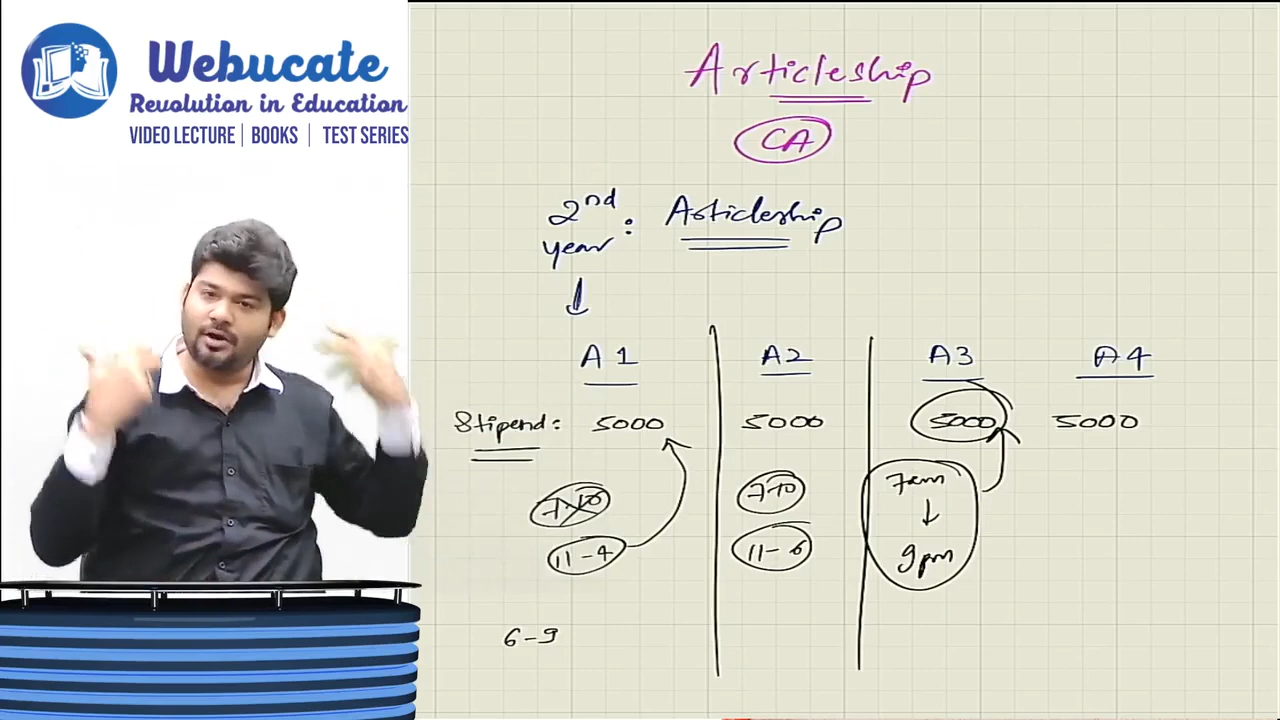 Webucate
Revolution in Education
VIDEO LECTURE | BOOKS | TEST SERIES
Articleship
CA
2nd year : Articleship
A1 A2 A3 A4
Stipend: 5000 5000 5000 5000
7-10 7-10 7am
11-4 11-6 9pm
6-9